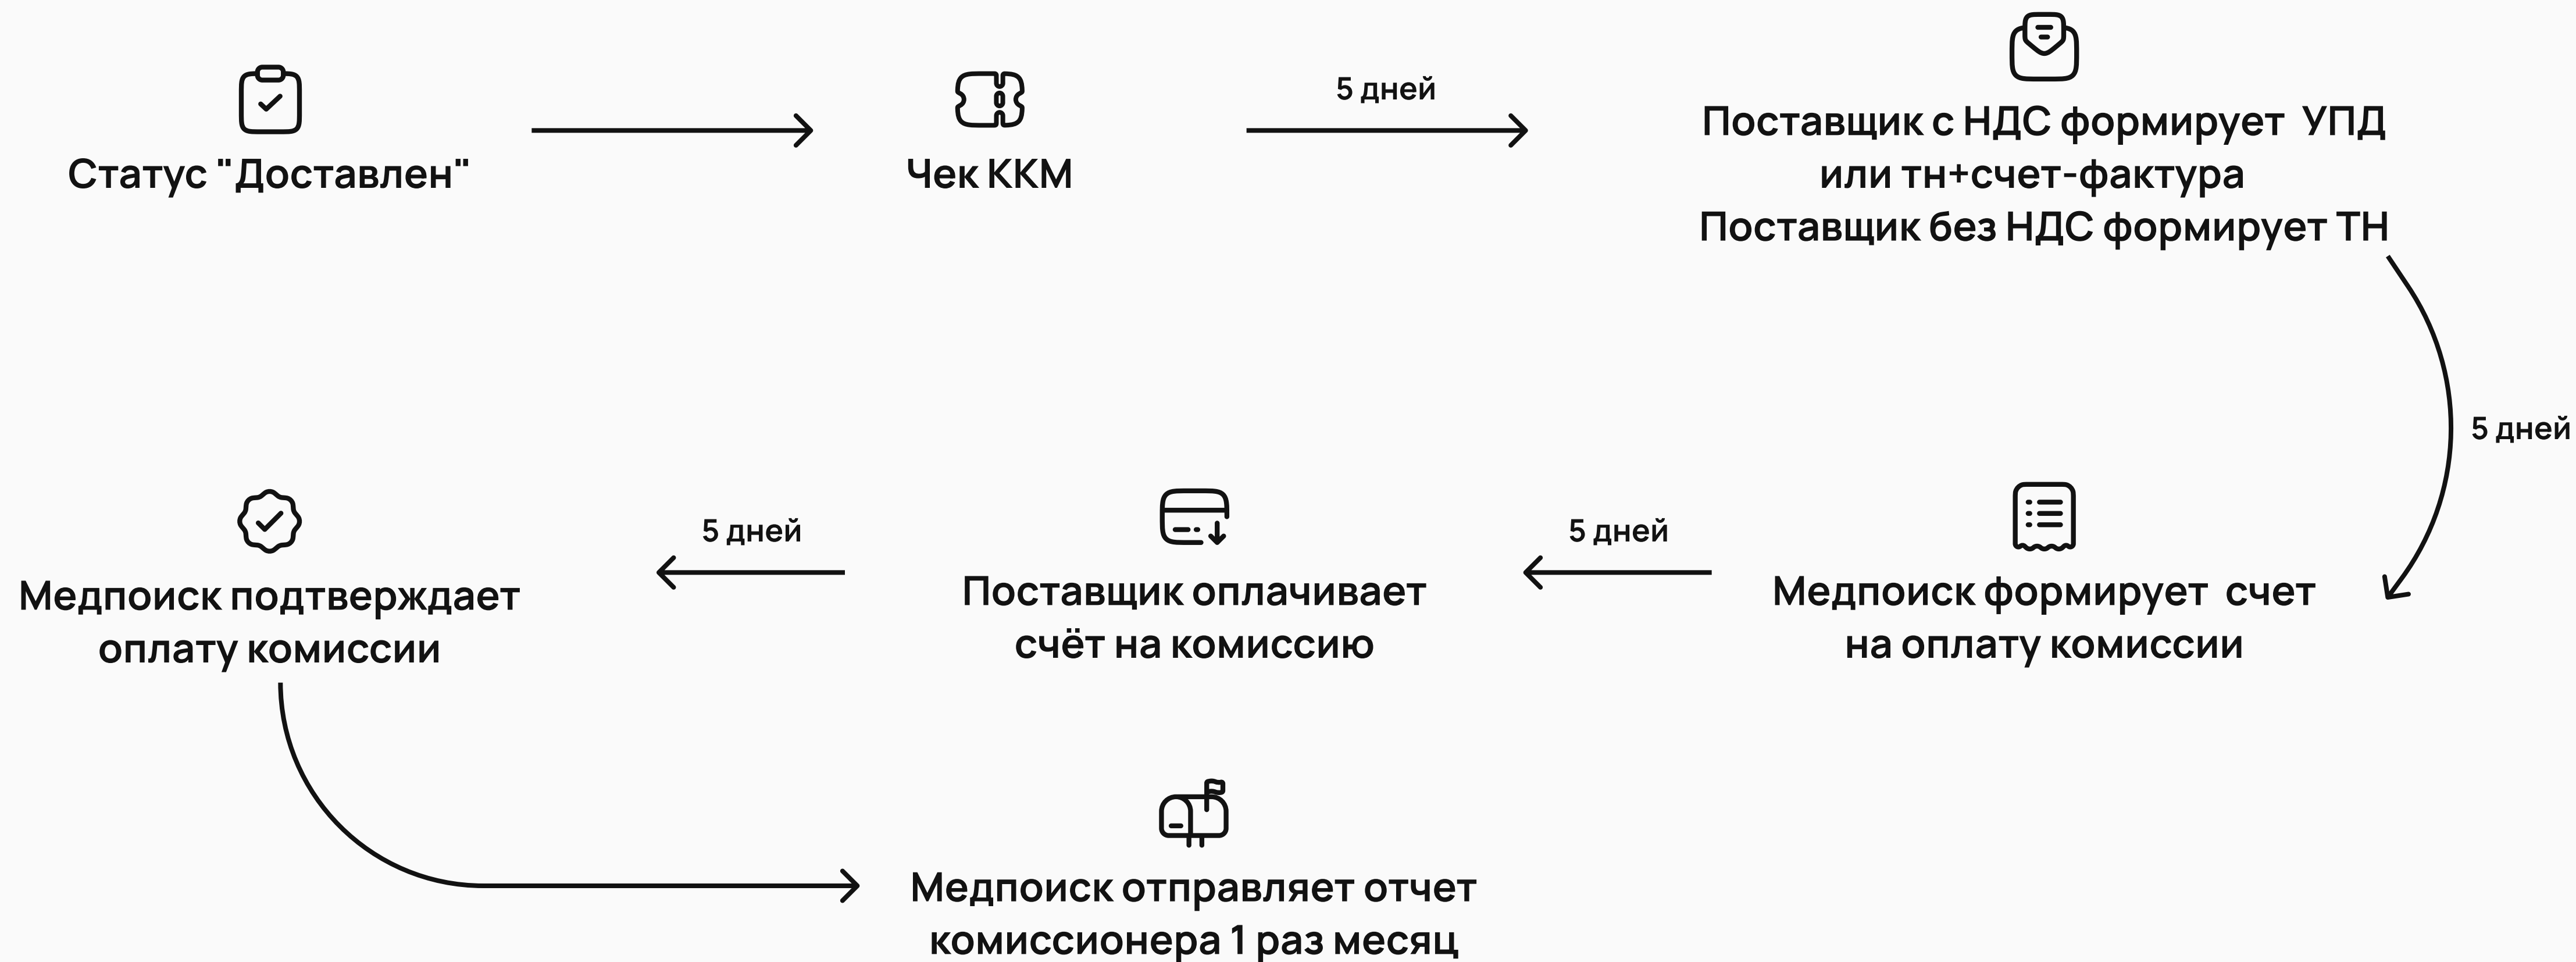 Статус "Доставлен"
Чек ККМ
5 дней
Поставщик с НДС формирует УПД
или тн+счет-фактура
Поставщик без НДС формирует ТН
5 дней
Медпоиск формирует счет
на оплату комиссии
5 дней
Поставщик оплачивает
счёт на комиссию
5 дней
Медпоиск подтверждает
оплату комиссии
Медпоиск отправляет отчет
комиссионера 1 раз месяц